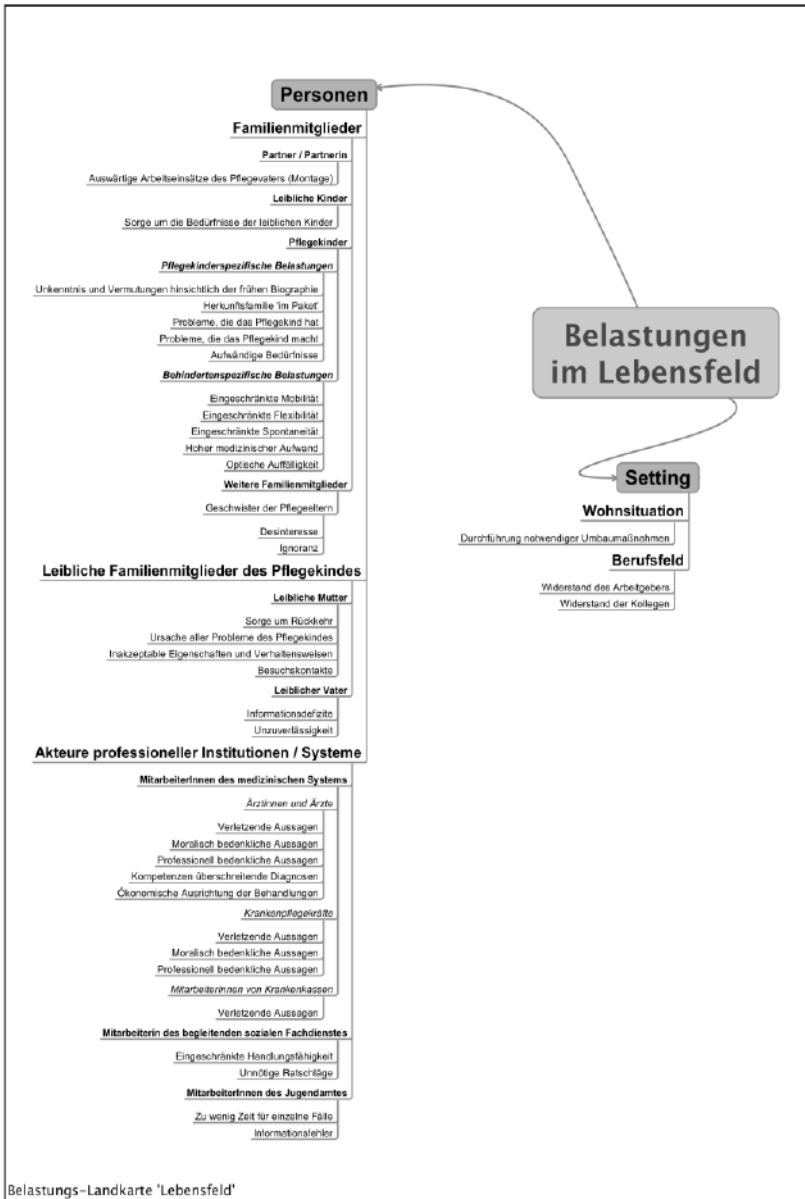 Personen
Familienmitglieder
Partner / Partnerin
Auswärtige Arbeitseinsätze des Pflegevaters (Montage)
Leibliche Kinder
Sorge um die Bedürfnisse der leiblichen Kinder
Pflegekinder
Pflegekinderspezifische Belastungen
Unkenntnis und Vermutungen hinsichtlich der frühen Biographie
Herkunftsfamilie 'im Paket'
Probleme, die das Pflegekind hat
Probleme, die das Pflegekind macht
Aufwändige Bedürfnisse
Behindertenspezifische Belastungen
Eingeschränkte Mobilität
Eingeschränkte Flexibilität
Eingeschränkte Spontaneität
Hoher medizinischer Aufwand
Optische Auffälligkeit
Weitere Familienmitglieder
Geschwister der Pflegeeltern
Desinteresse
Ignoranz
Leibliche Familienmitglieder des Pflegekindes
Leibliche Mutter
Sorge um Rückkehr
Ursache aller Probleme des Pflegekindes
Inakzeptable Eigenschaften und Verhaltensweisen
Besuchskontakte
Leiblicher Vater
Informationsdefizite
Unzuverlässigkeit
Akteure professioneller Institutionen / Systeme
MitarbeiterInnen des medizinischen Systems
Ärztinnen und Ärzte
Verletzende Aussagen
Moralisch bedenkliche Aussagen
Professionell bedenkliche Aussagen
Kompetenzen überschreitende Diagnosen
Ökonomische Ausrichtung der Behandlungen
Krankenpflegekräfte
Verletzende Aussagen
Moralisch bedenkliche Aussagen
Professionell bedenkliche Aussagen
MitarbeiterInnen von Krankenkassen
Verletzende Aussagen
Mitarbeiterin des begleitenden sozialen Fachdienstes
Eingeschränkte Handlungsfähigkeit
Unnötige Ratschläge
MitarbeiterInnen des Jugendamtes
Zu wenig Zeit für einzelne Fälle
Informationsfehler
Belastungen
im Lebensfeld
Setting
Wohnsituation
Durchführung notwendiger Umbaumaßnahmen
Berufsfeld
Widerstand des Arbeitgebers
Widerstand der Kollegen
Belastungs-Landkarte 'Lebensfeld'